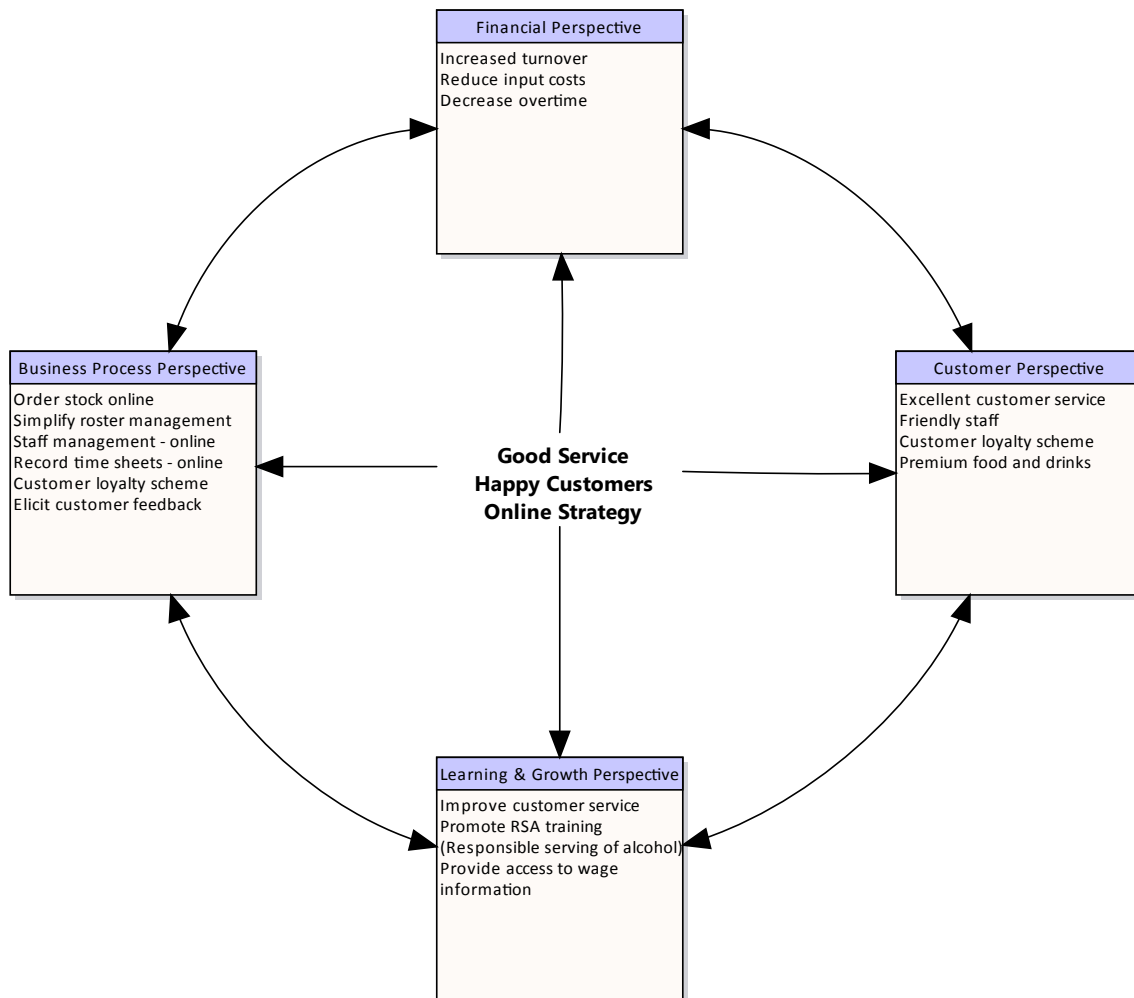 Financial Perspective
Increased turnover
Reduce input costs
Decrease overtime
Business Process Perspective
Order stock online
Simplify roster management
Staff management - online
Record time sheets - online
Customer loyalty scheme
Elicit customer feedback
Good Service
Happy Customers
Online Strategy
Customer Perspective
Excellent customer service
Friendly staff
Customer loyalty scheme
Premium food and drinks
Learning & Growth Perspective
Improve customer service
Promote RSA training
(Responsible serving of alcohol)
Provide access to wage
information